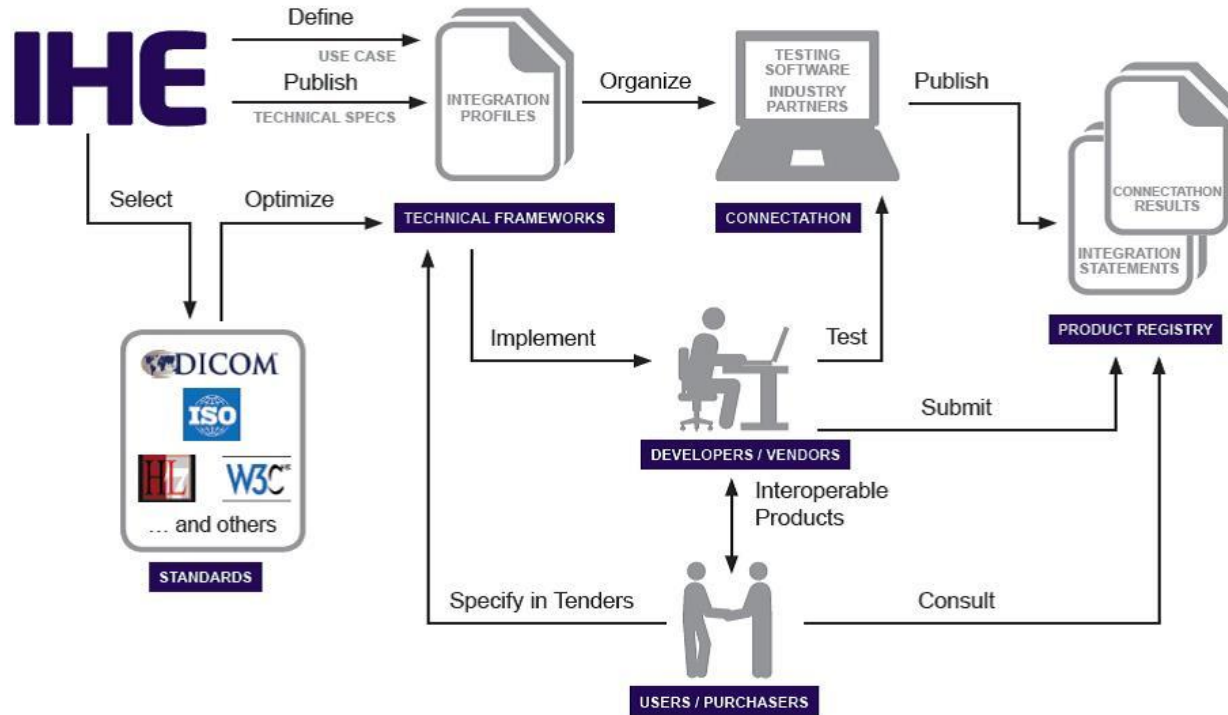 IHE
Define
USE CASE
Publish
TECHNICAL SPECS
INTEGRATION
PROFILES
Organize
TESTING
SOFTWARE
INDUSTRY
PARTNERS
Publish
CONNECTATHON
RESULTS
INTEGRATION
STATEMENTS
Select
Optimize
TECHNICAL FRAMEWORKS
CONNECTATHON
PRODUCT REGISTRY
DICOM
ISO
HL7
W3C
... and others
STANDARDS
Implement
Test
Submit
DEVELOPERS / VENDORS
Interoperable
Products
Specify in Tenders
Consult
USERS / PURCHASERS